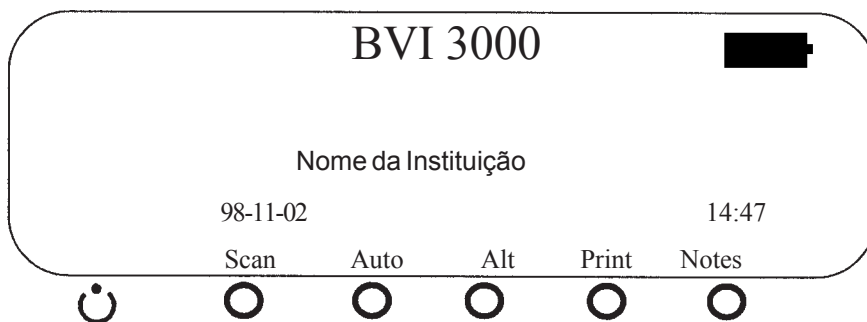 BVI 3000
Nome da Instituição
98-11-02 14:47
Scan Auto Alt Print Notes